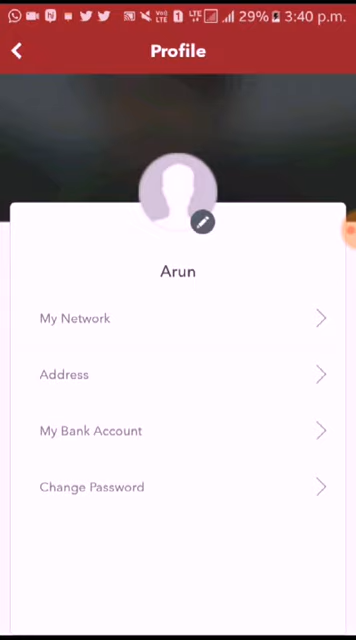 29% 3:40 p.m.
Profile
Arun
My Network
Address
My Bank Account
Change Password